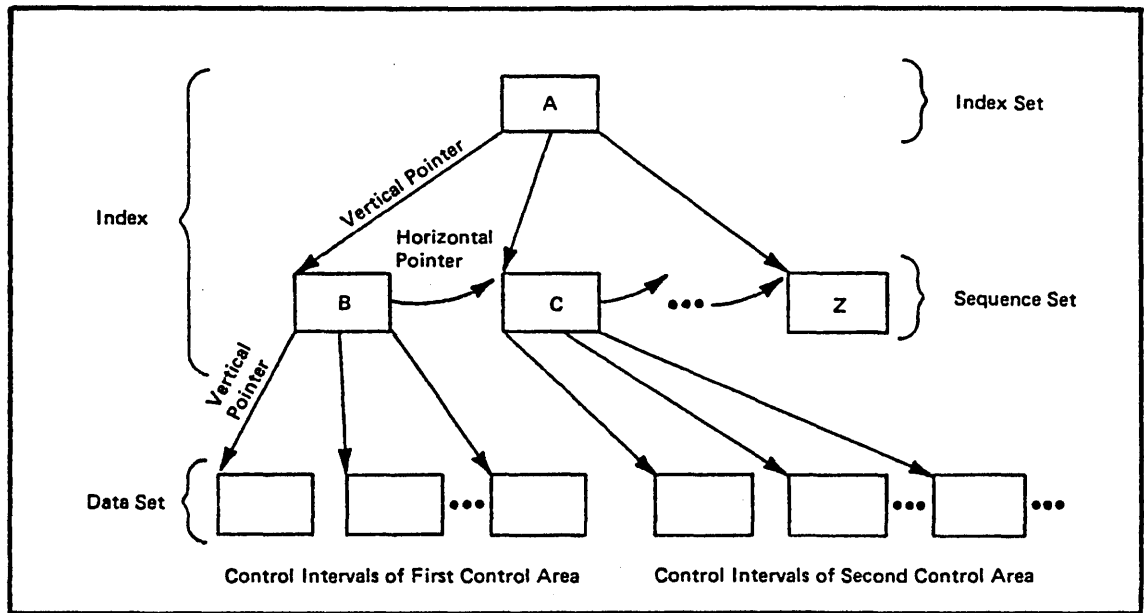 A
Index Set
Vertical Pointer
Index
Horizontal
Pointer
B
C
•••
Z
Sequence Set
Vertical
Pointer
Data Set
•••
•••
•••
Control Intervals of First Control Area
Control Intervals of Second Control Area